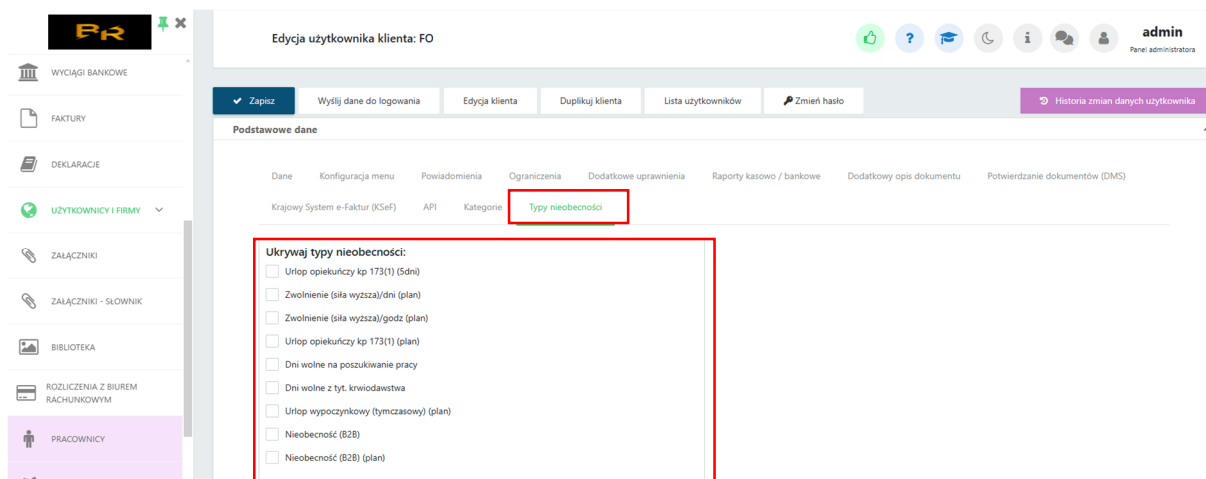 BR
Edycja użytkownika klienta: FO
?
i
admin
Panel administratora
WYCIĄGI BANKOWE
FAKTURY
DEKLARACJE
UŻYTKOWNICY I FIRMY
ZAŁĄCZNIKI
ZAŁĄCZNIKI - SŁOWNIK
BIBLIOTEKA
ROZLICZENIA Z BIUREM
RACHUNKOWYM
PRACOWNICY
Zapisz
Wyślij dane do logowania
Edycja klienta
Duplikuj klienta
Lista użytkowników
Zmień hasło
Historia zmian danych użytkownika
Podstawowe dane
Dane
Konfiguracja menu
Powiadomienia
Ograniczenia
Dodatkowe uprawnienia
Raporty kasowo / bankowe
Dodatkowy opis dokumentu
Potwierdzanie dokumentów (DMS)
Krajowy System e-Faktur (KSeF)
API
Kategorie
Typy nieobecności
Ukrywaj typy nieobecności:
Urlop opiekuńczy kp 173(1) (5dni)
Zwolnienie (siła wyższa)/dni (plan)
Zwolnienie (siła wyższa)/godz (plan)
Urlop opiekuńczy kp 173(1) (plan)
Dni wolne na poszukiwanie pracy
Dni wolne z tyt. krwiodawstwa
Urlop wypoczynkowy (tymczasowy) (plan)
Nieobecność (B2B)
Nieobecność (B2B) (plan)